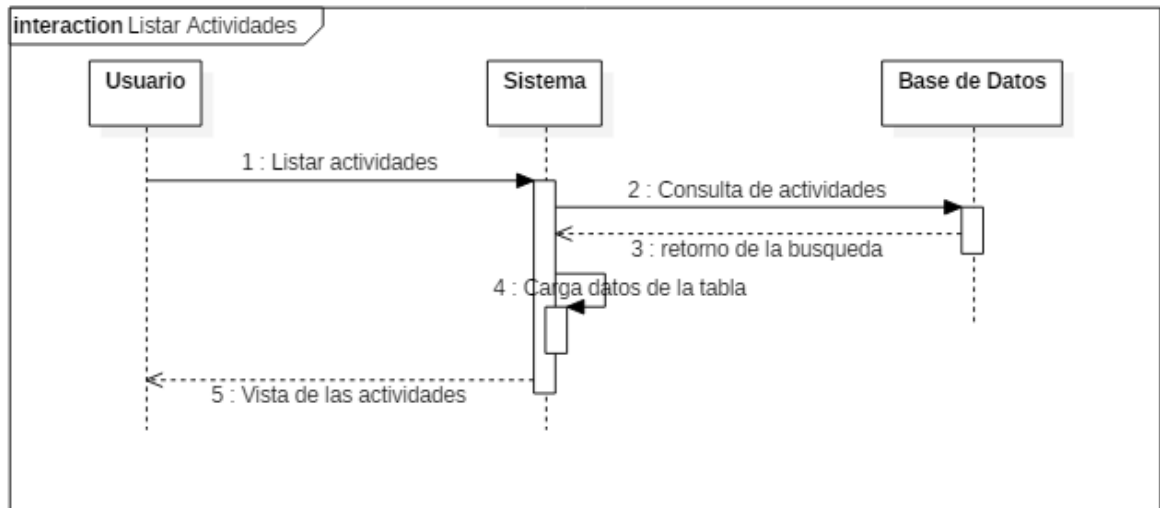 interaction Listar Actividades
Usuario
Sistema
Base de Datos
1 : Listar actividades
2 : Consulta de actividades
3 : retorno de la busqueda
4 : Carga datos de la tabla
5 : Vista de las actividades